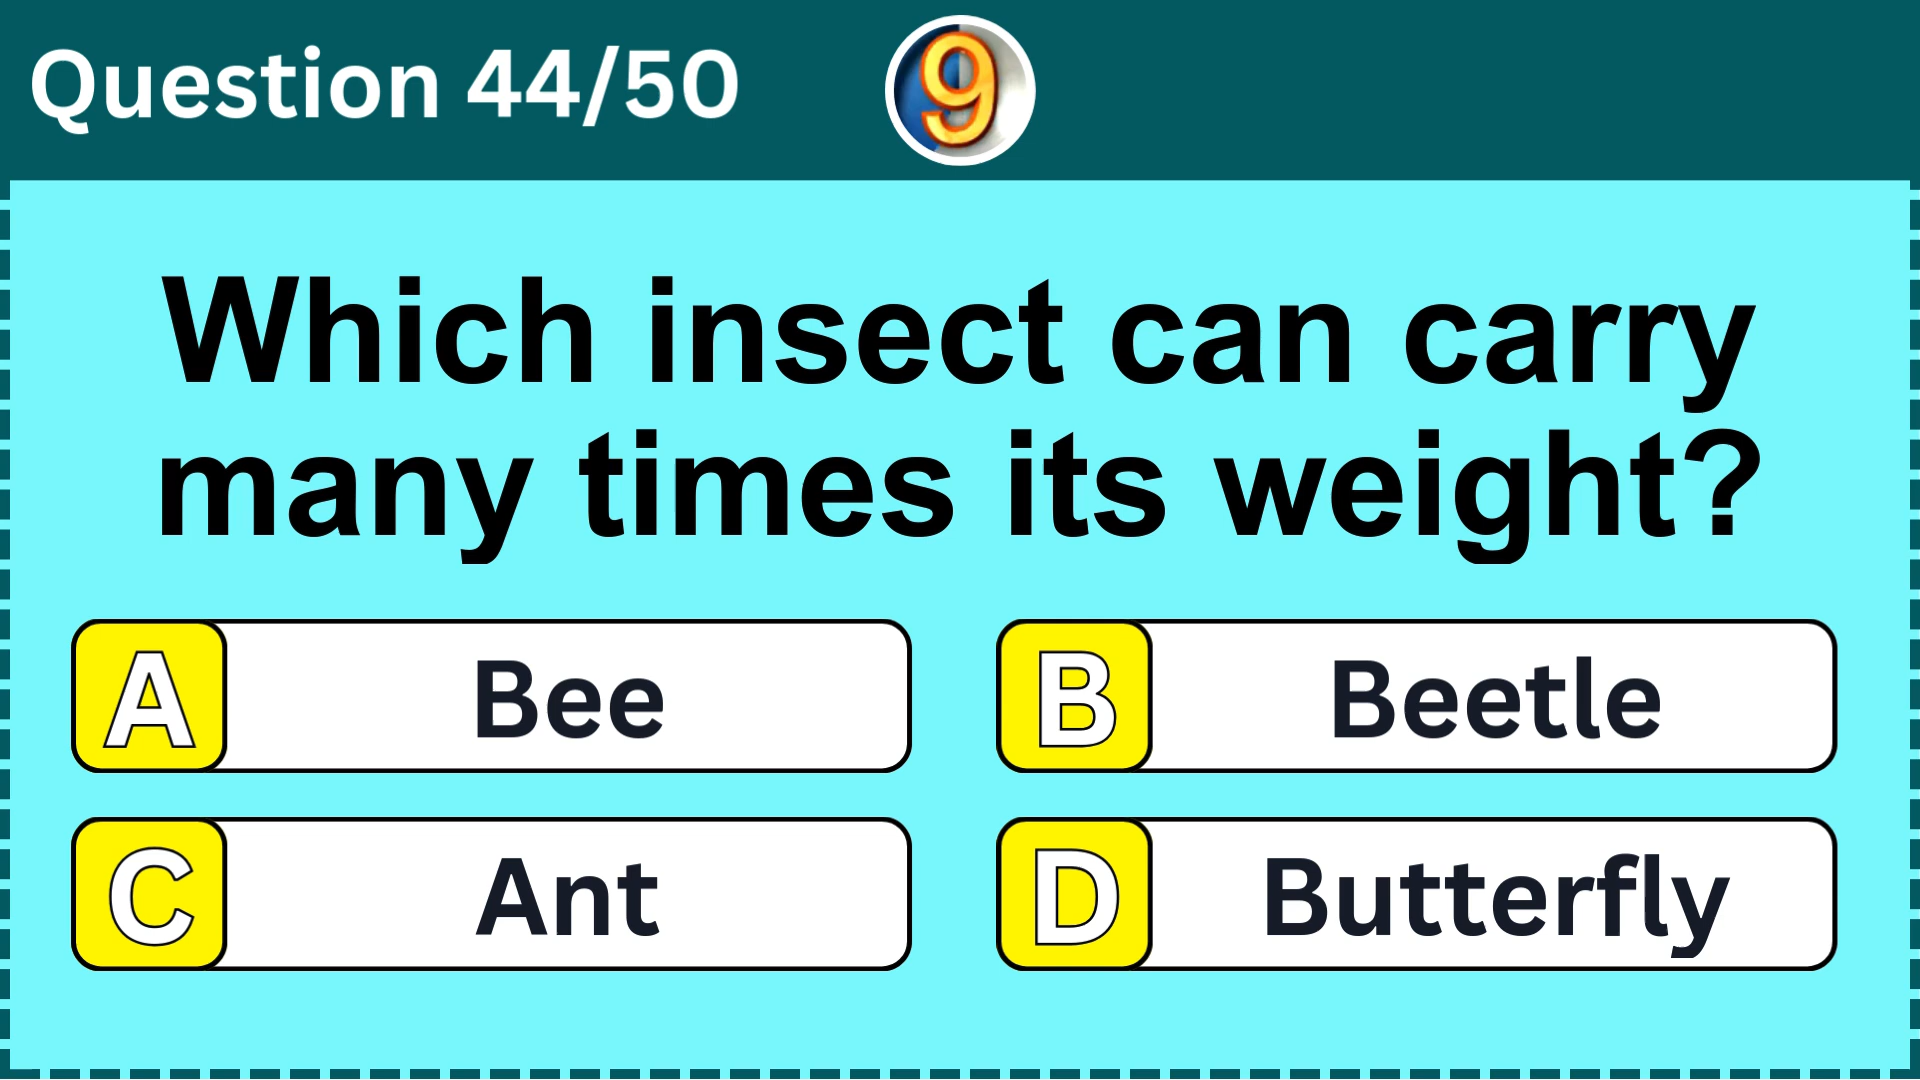 Question 44/50
9
Which insect can carry
many times its weight?
A Bee
B Beetle
C Ant
D Butterfly